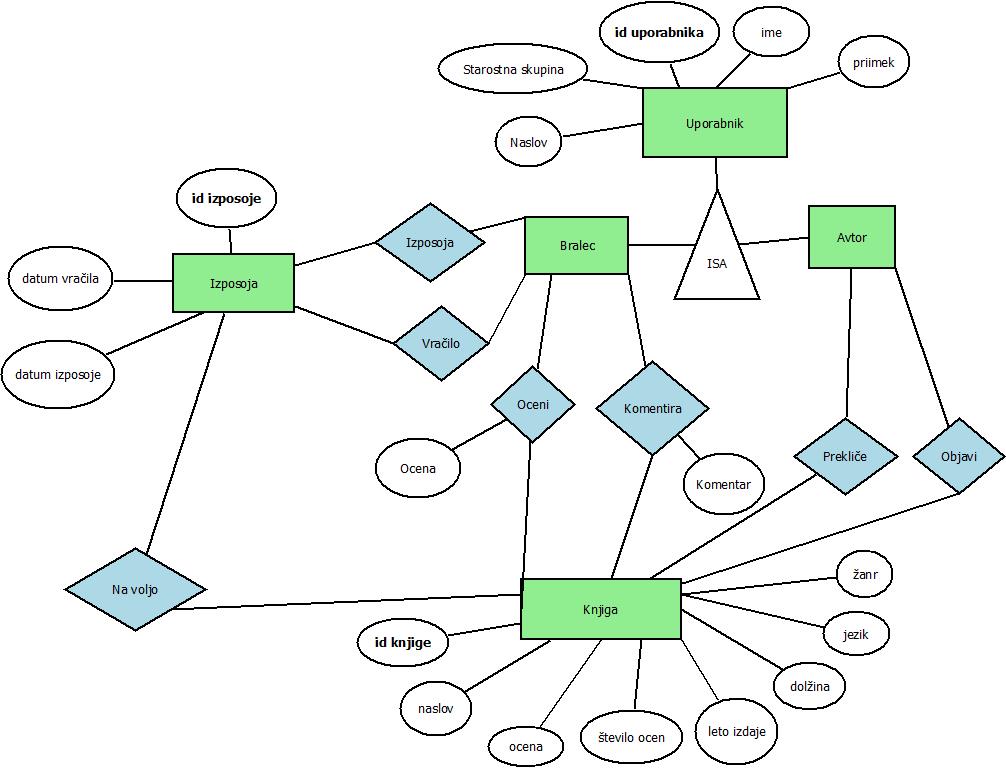 id uporabnika
ime
Starostna skupina
priimek
Uporabnik
Naslov
id izposoje
Izposoja
Bralec
Avtor
ISA
datum vračila
Izposoja
Vračilo
datum izposoje
Oceni
Komentira
Ocena
Komentar
Prekliče
Objavi
Na voljo
žanr
Knjiga
jezik
id knjige
dolžina
naslov
ocena
število ocen
leto izdaje